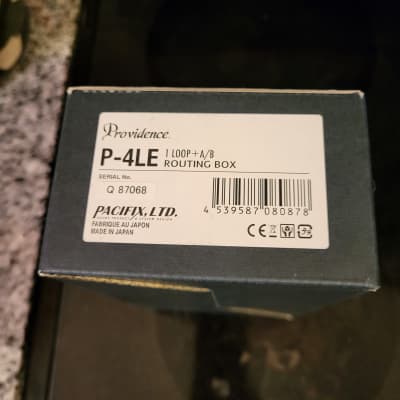 Providence.
P-4LE 1 LOOP+A/B
ROUTING BOX
SERIAL No.
Q 87068
PACIFIX, LTD.
FABRIQUE AU JAPON
MADE IN JAPAN
4 539587 080878
CE